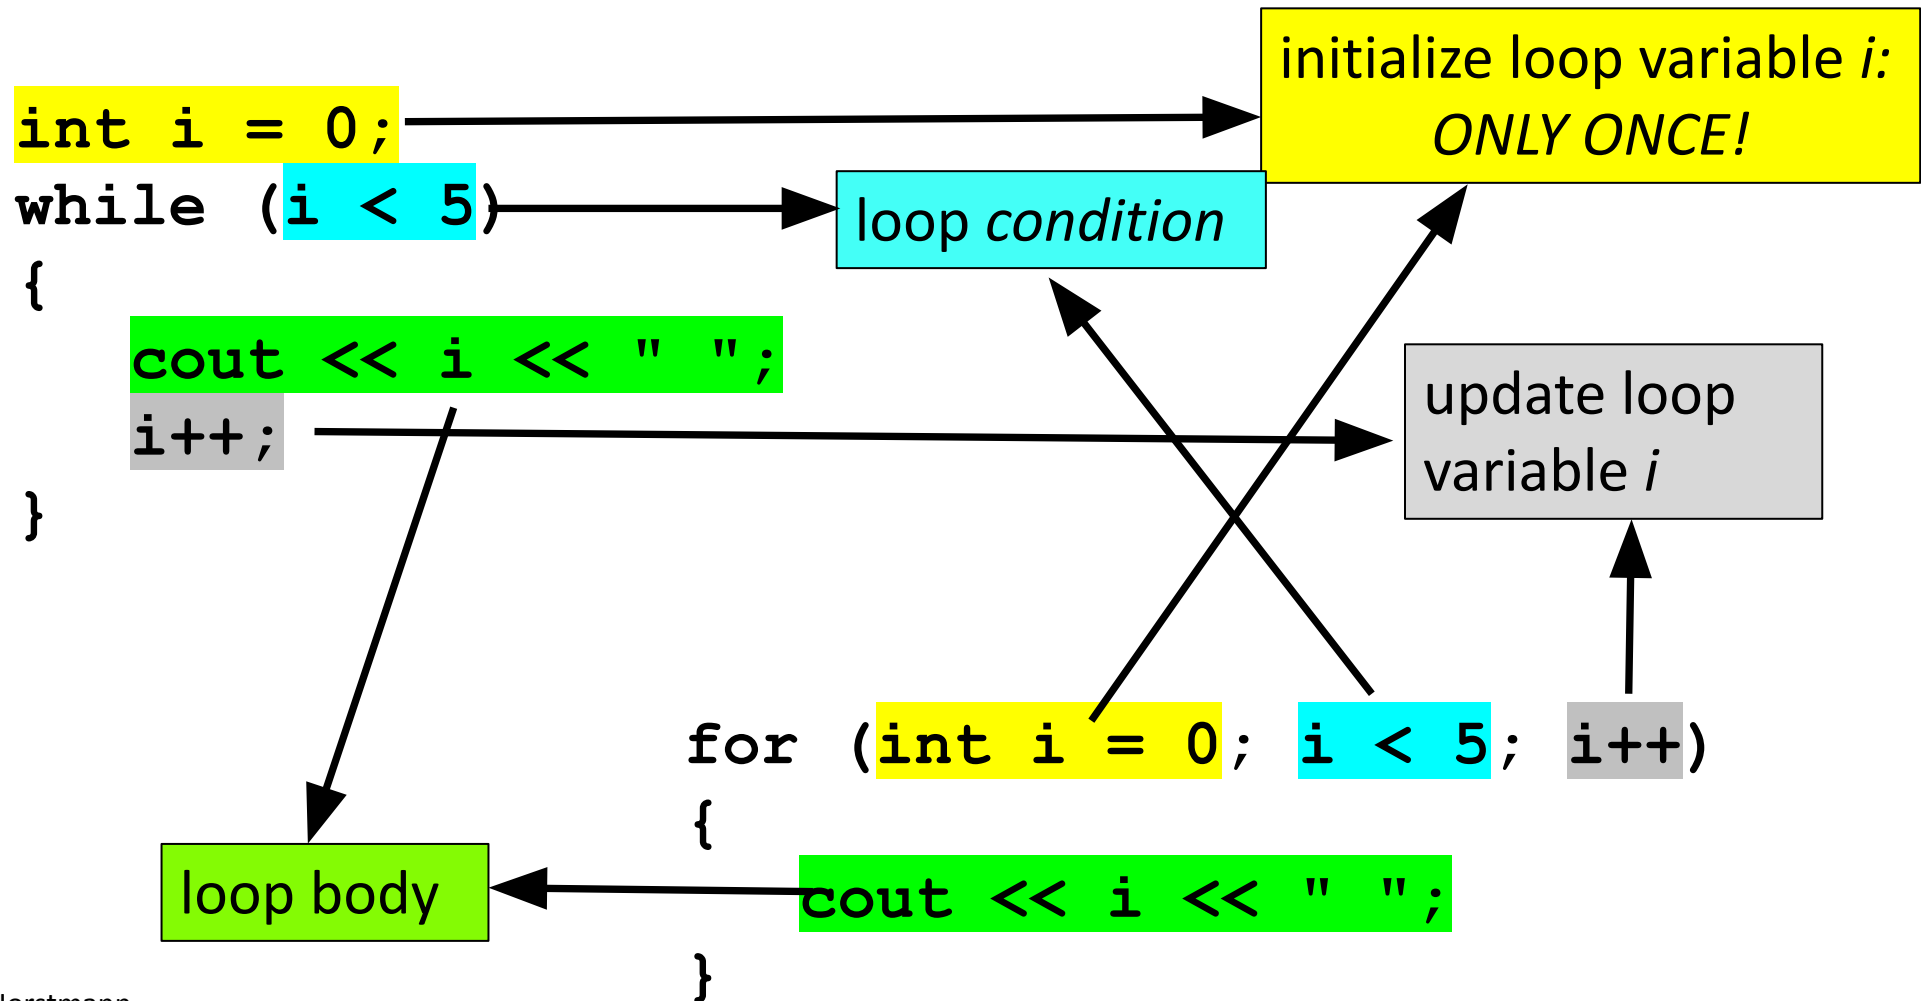 int i = 0;
while (i < 5)
{
cout << i << " ";
i++;
}
initialize loop variable i:
ONLY ONCE!
loop condition
update loop
variable i
for (int i = 0; i < 5; i++)
{
cout << i << " ";
}
loop body